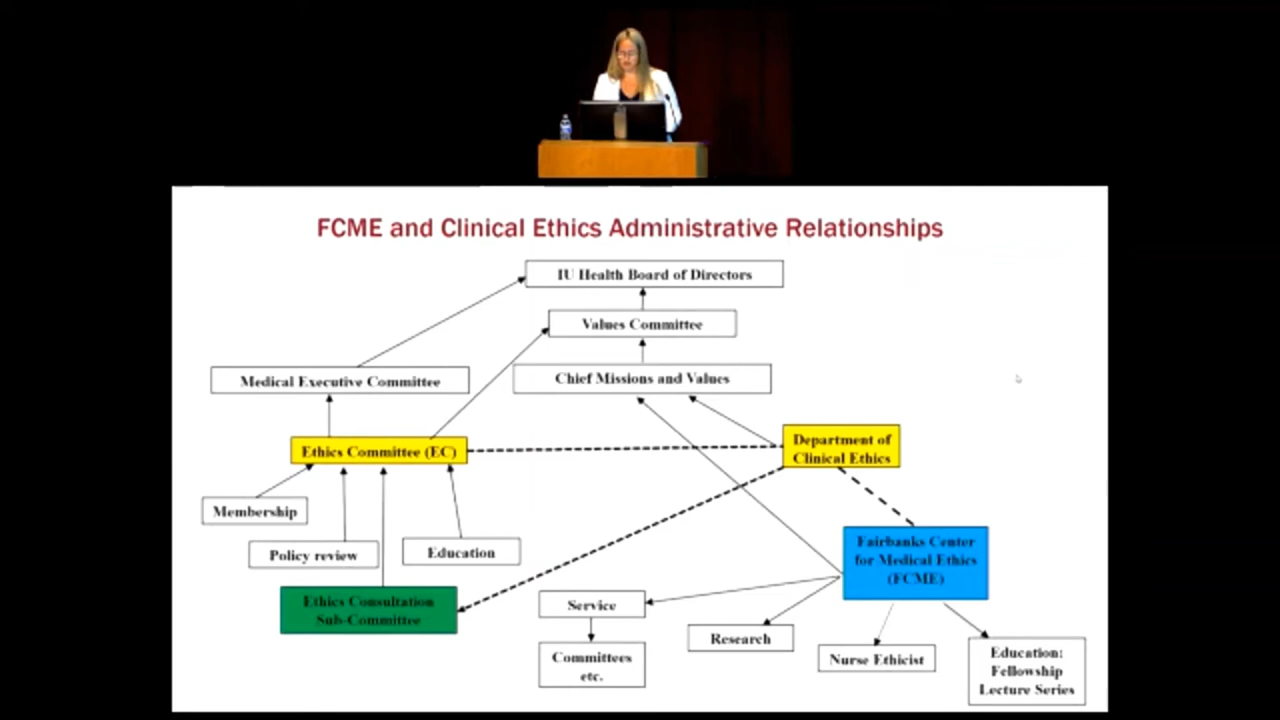 FCME and Clinical Ethics Administrative Relationships
IU Health Board of Directors
Values Committee
Medical Executive Committee
Chief Missions and Values
Ethics Committee (EC)
Department of
Clinical Ethics
Membership
Policy review
Education
Fairbanks Center
for Medical Ethics
(FCME)
Ethics Consultation
Sub-Committee
Service
Committees
etc.
Research
Nurse Ethicist
Education:
Fellowship
Lecture Series